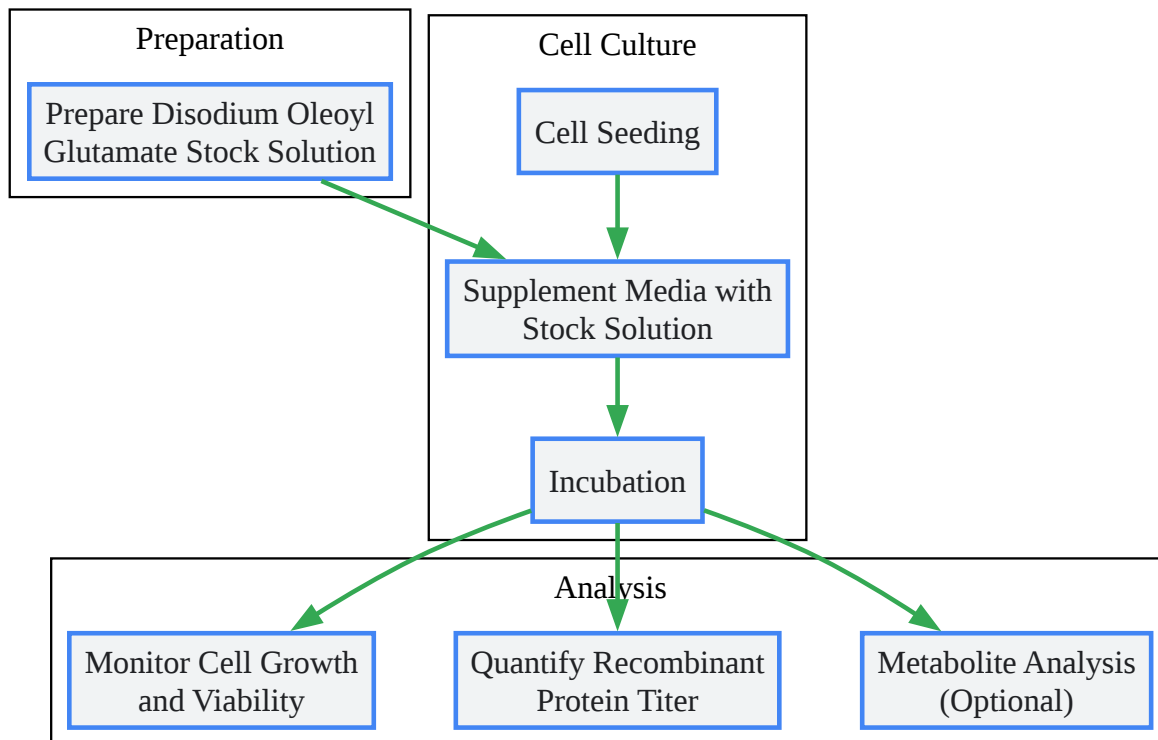 Preparation
Prepare Disodium Oleoyl
Glutamate Stock Solution
Cell Culture
Cell Seeding
Supplement Media with
Stock Solution
Incubation
Analysis
Monitor Cell Growth
and Viability
Quantify Recombinant
Protein Titer
Metabolite Analysis
(Optional)